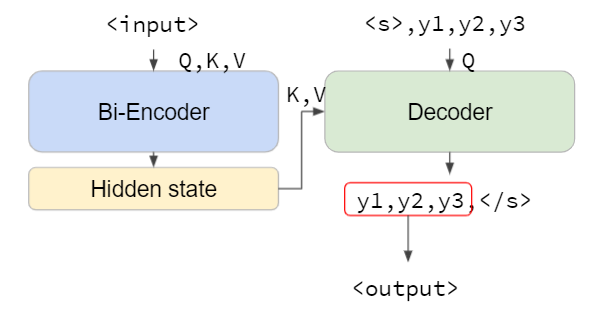 <input>
Q,K,V
Bi-Encoder
Hidden state
K,V
<s>,y1,y2,y3
Q
Decoder
y1,y2,y3,</s>
<output>